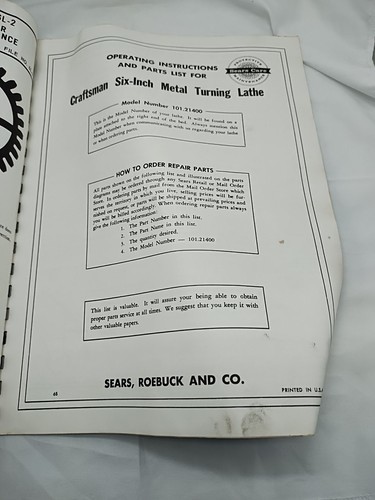 L-2
R
NCE
FILE NO.
OPERATING INSTRUCTIONS
AND PARTS LIST FOR
Sears Care
Craftsman Six-Inch Metal Turning Lathe
Model Number 101.21400
This is the Model Number of your lathe. It will be found on a
plate attached to the right end of the bed. Always mention this
Model Number when communicating with us regarding your lathe
or when ordering parts.
HOW TO ORDER REPAIR PARTS
All parts shown on the following list and illustrated on the parts
diagrams may be ordered through any Sears Retail or Mail Order
Store. In ordering parts by mail from the Mail Order Store which
serves the territory in which you live, selling prices will be fur-
nished on request, or parts will be shipped at prevailing prices and
you will be billed accordingly. When ordering repair parts always
give the following information:
1. The Part Number in this list.
2. The Part Name in this list.
3. The quantity desired.
4. The Model Number — 101.21400
This list is valuable. It will assure your being able to obtain
proper parts service at all times. We suggest that you keep it with
other valuable papers.
SEARS, ROEBUCK AND CO.
PRINTED IN U.S.A